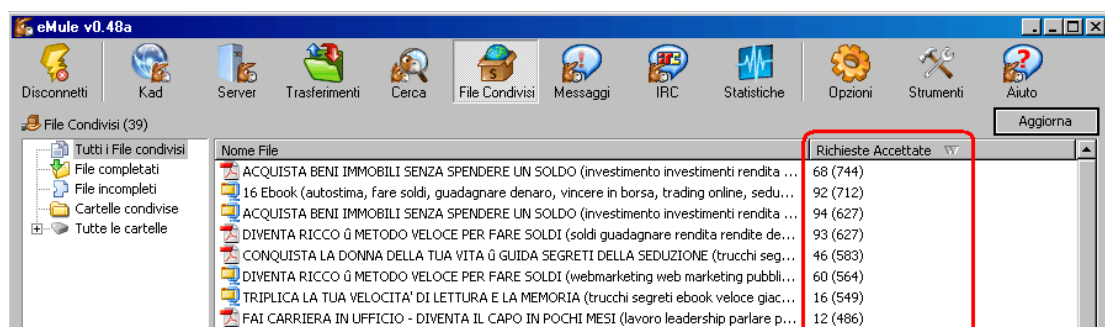 eMule v0.48a
Disconnetti Kad Server Trasferimenti Cerca File Condivisi Messaggi IRC Statistiche Opzioni Strumenti Aiuto
File Condivisi (39) Aggiorna
Tutti i File condivisi
File completati
File incompleti
Cartelle condivise
Tutte le cartelle
Nome File Richieste Accettate
ACQUISTA BENI IMMOBILI SENZA SPENDERE UN SOLDO (investimento investimenti rendita ... 68 (744)
16 Ebook (autostima, fare soldi, guadagnare denaro, vincere in borsa, trading online, sedu... 92 (712)
ACQUISTA BENI IMMOBILI SENZA SPENDERE UN SOLDO (investimento investimenti rendita ... 94 (627)
DIVENTA RICCO û METODO VELOCE PER FARE SOLDI (soldi guadagnare rendita rendite de... 93 (627)
CONQUISTA LA DONNA DELLA TUA VITA û GUIDA SEGRETI DELLA SEDUZIONE (trucchi seg... 46 (583)
DIVENTA RICCO û METODO VELOCE PER FARE SOLDI (webmarketing web marketing pubbli... 60 (564)
TRIPLICA LA TUA VELOCITA' DI LETTURA E LA MEMORIA (trucchi segreti ebook veloce giac... 16 (549)
FAI CARRIERA IN UFFICIO - DIVENTA IL CAPO IN POCHI MESI (lavoro leadership parlare p... 12 (486)